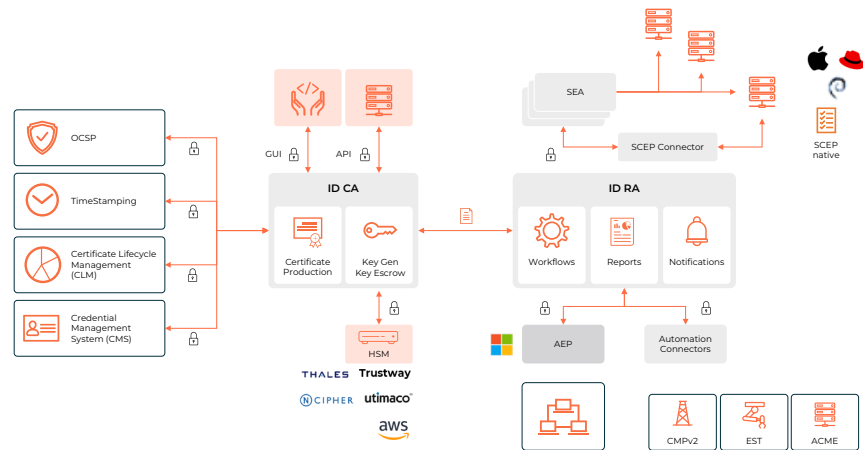 OCSP
TimeStamping
Certificate Lifecycle
Management (CLM)
Credential
Management
System (CMS)
</>
GUI
API
ID CA
Certificate
Production
Key Gen
Key Escrow
HSM
THALES
Trustway
NCIPHER
utimaco
aws
SEA
SCEP Connector
SCEP
native
ID RA
Workflows
Reports
Notifications
AEP
Automation
Connectors
CMPv2
EST
ACME